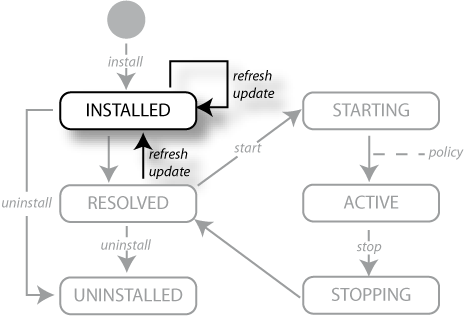 install
refresh
update
INSTALLED
STARTING
refresh
update
start
policy
uninstall
RESOLVED
ACTIVE
uninstall
stop
UNINSTALLED
STOPPING